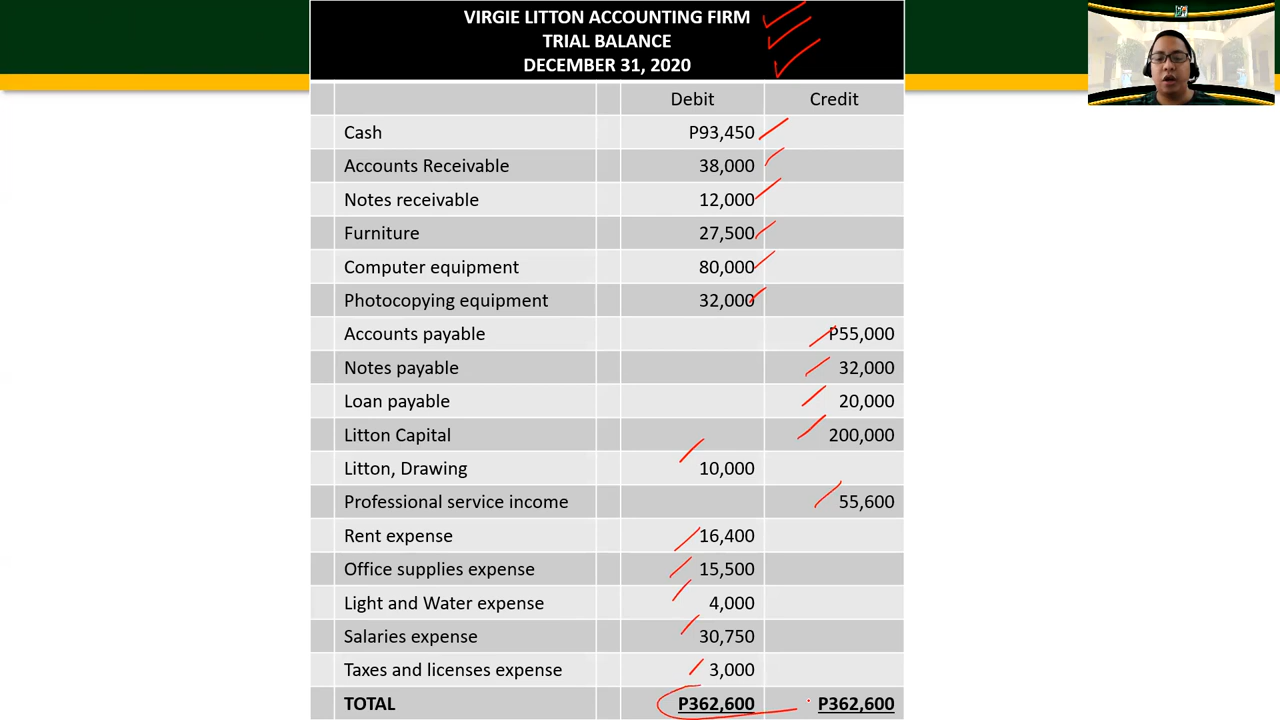 VIRGIE LITTON ACCOUNTING FIRM
TRIAL BALANCE
DECEMBER 31, 2020
Debit Credit
Cash P93,450
Accounts Receivable 38,000
Notes receivable 12,000
Furniture 27,500
Computer equipment 80,000
Photocopying equipment 32,000
Accounts payable P55,000
Notes payable 32,000
Loan payable 20,000
Litton Capital 200,000
Litton, Drawing 10,000
Professional service income 55,600
Rent expense 16,400
Office supplies expense 15,500
Light and Water expense 4,000
Salaries expense 30,750
Taxes and licenses expense 3,000
TOTAL P362,600 P362,600